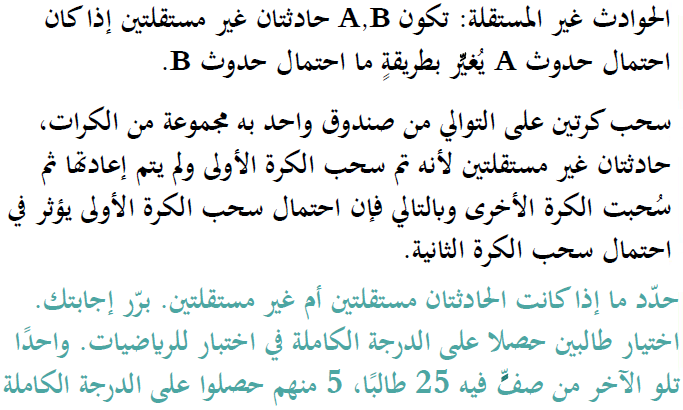 الحوادث غير المستقلة: تكون A,B حادثتان غير مستقلتين إذا كان
احتمال حدوث A يُغيِّر بطريقةٍ ما احتمال حدوث B.
سحب كرتين على التوالي من صندوق واحد به مجموعة من الكرات،
حادثتان غير مستقلتين لأنه تم سحب الكرة الأولى ولم يتم إعادتها ثم
سُحبت الكرة الأخرى وبالتالي فإن احتمال سحب الكرة الأولى يؤثر في
احتمال سحب الكرة الثانية.
حدّد ما إذا كانت الحادثتان مستقلتين أم غير مستقلتين. برّر إجابتك.
اختيار طالبين حصلا على الدرجة الكاملة في اختبار للرياضيات. واحدًا
تلو الآخر من صفٍّ فيه 25 طالبًا، 5 منهم حصلوا على الدرجة الكاملة